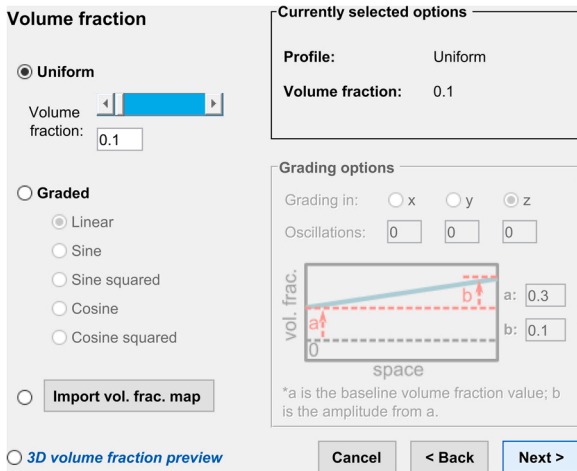 Volume fraction
Uniform
Volume
fraction:
0.1
Graded
Linear
Sine
Sine squared
Cosine
Cosine squared
Import vol. frac. map
3D volume fraction preview
Currently selected options
Profile: Uniform
Volume fraction: 0.1
Grading options
Grading in: x y z
Oscillations: 0 0 0
vol. frac.
a
b
0
space
a: 0.3
b: 0.1
*a is the baseline volume fraction value; b
is the amplitude from a.
Cancel < Back Next >